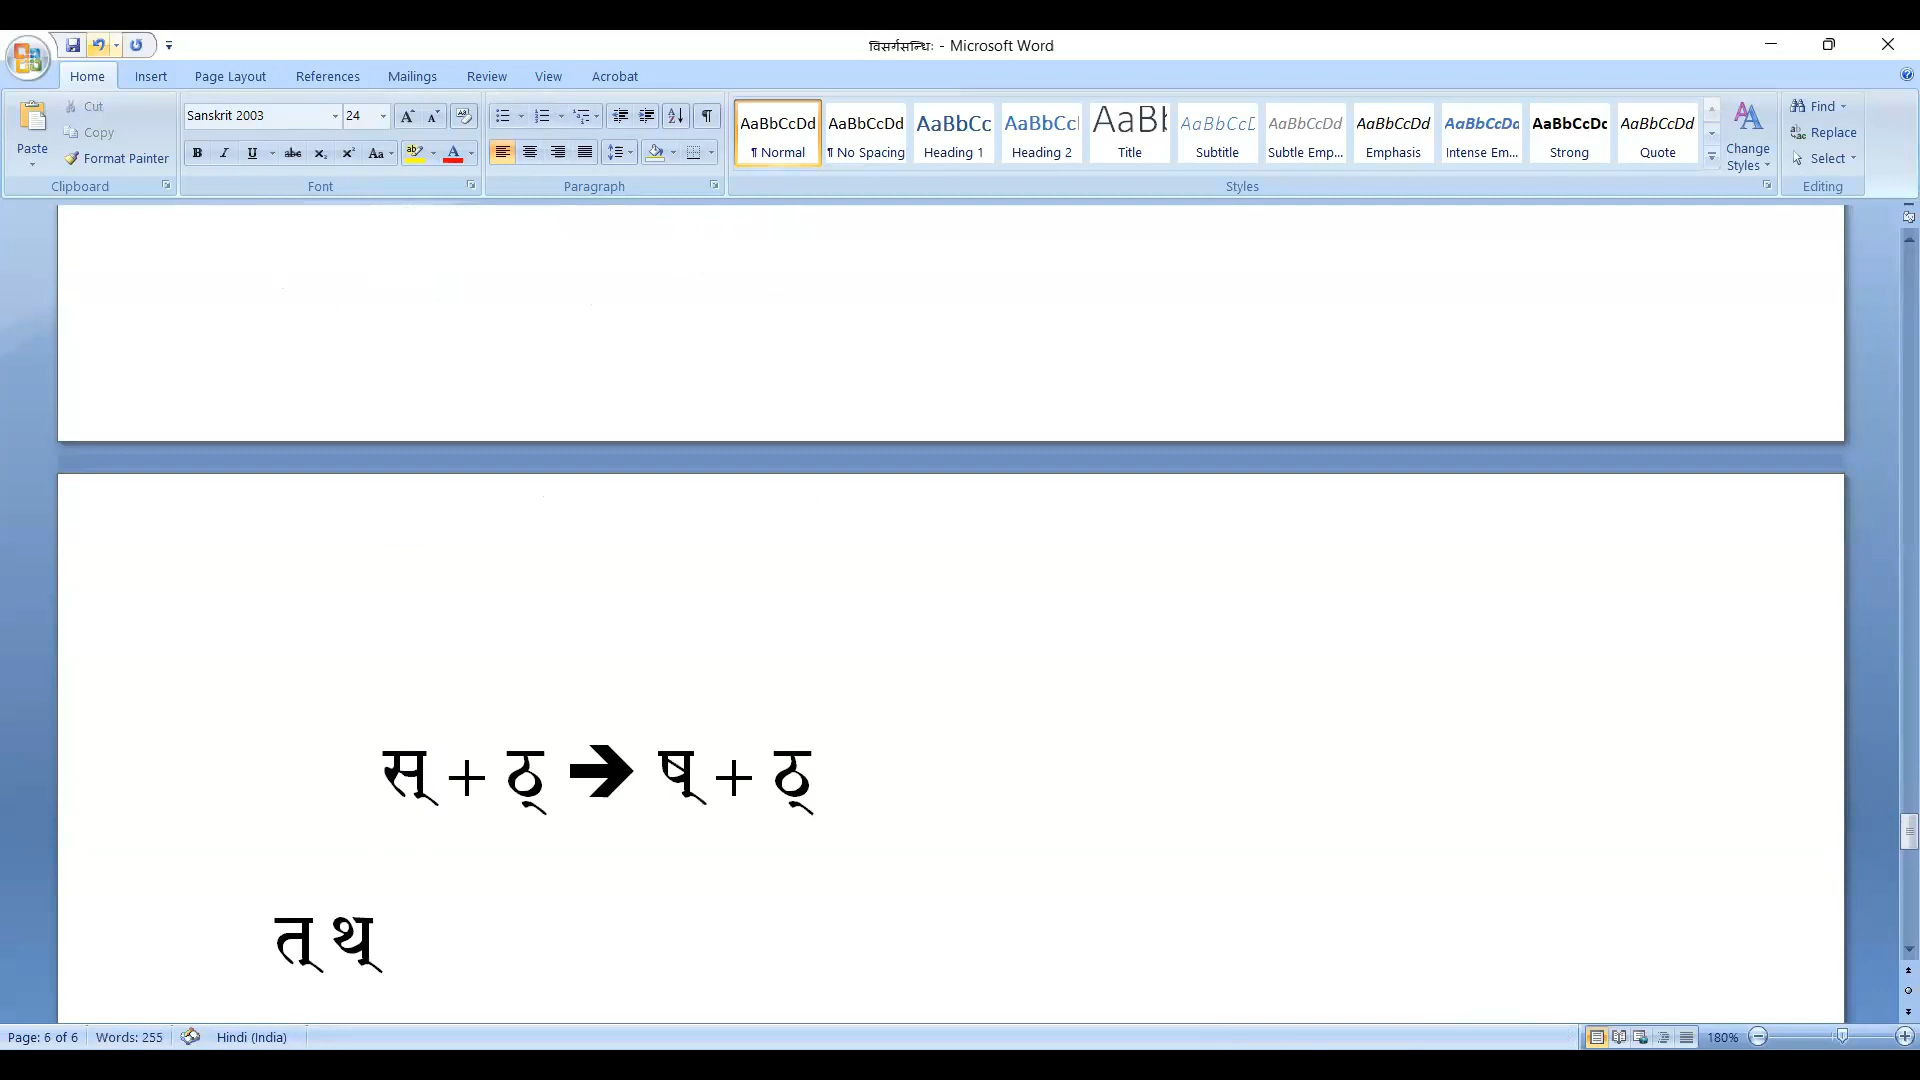 विसर्गसन्धिः - Microsoft Word
Home Insert Page Layout References Mailings Review View Acrobat
Paste
Cut
Copy
Format Painter
Clipboard
Sanskrit 2003 24
Font
Paragraph
AaBbCcDd AaBbCcDd AaBbCc AaBbCc AaBb AaBbCcD AaBbCcDd AaBbCcDd AaBbCcDd AaBbCcDc AaBbCcDd
¶ Normal ¶ No Spacing Heading 1 Heading 2 Title Subtitle Subtle Emp... Emphasis Intense Em... Strong Quote
Change Styles
Styles
Find
Replace
Select
Editing
स् + ठ् ➔ ष् + ठ्
त् थ्
Page: 6 of 6 Words: 255 Hindi (India) 180%